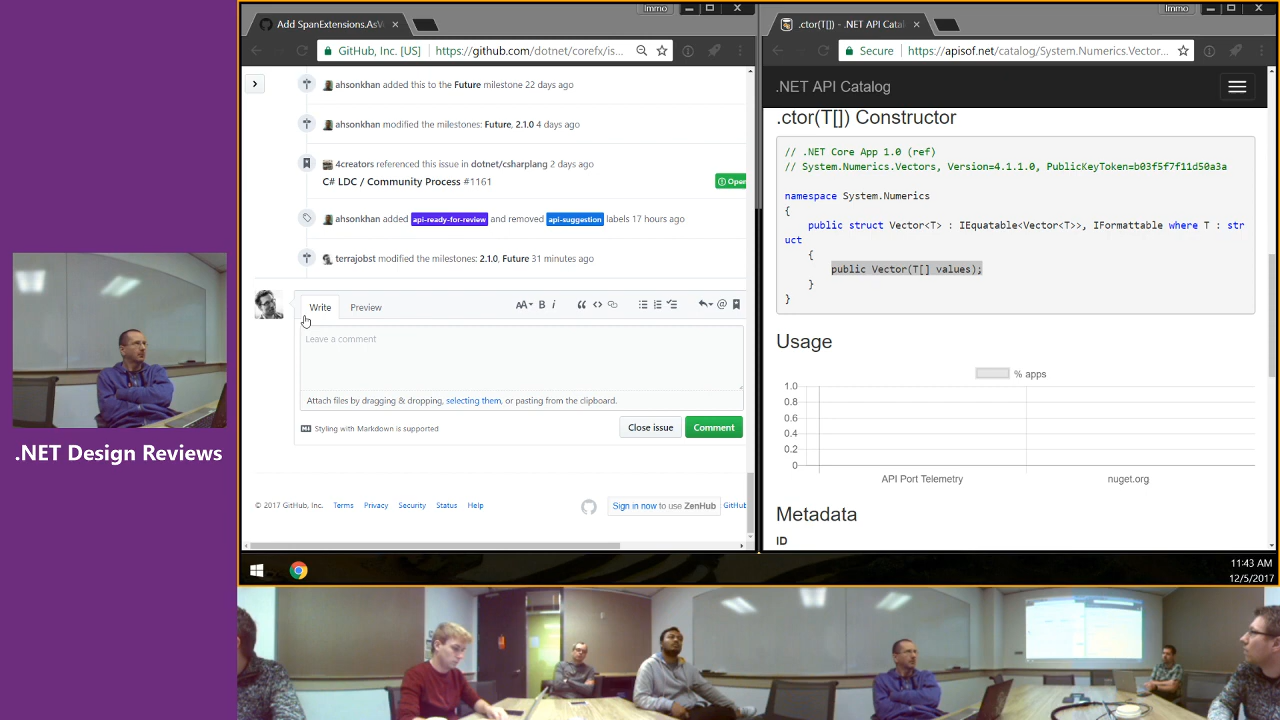 Immo
Add SpanExtensions.AsV
GitHub, Inc. [US]
https://github.com/dotnet/corefx/is...
ahsonkhan added this to the Future milestone 22 days ago
ahsonkhan modified the milestones: Future, 2.1.0 4 days ago
4creators referenced this issue in dotnet/csharplang 2 days ago
C# LDC / Community Process #1161
Open
ahsonkhan added api-ready-for-review and removed api-suggestion labels 17 hours ago
terrajobst modified the milestones: 2.1.0, Future 31 minutes ago
Write
Preview
AA
B
i
@
Leave a comment
Attach files by dragging & dropping, selecting them, or pasting from the clipboard.
Styling with Markdown is supported
Close issue
Comment
© 2017 GitHub, Inc.
Terms
Privacy
Security
Status
Help
Sign in now to use ZenHub
GitHub
Immo
.ctor(T[]) - .NET API Catal
Secure
https://apisof.net/catalog/System.Numerics.Vector...
.NET API Catalog
.ctor(T[]) Constructor
// .NET Core App 1.0 (ref)
// System.Numerics.Vectors, Version=4.1.1.0, PublicKeyToken=b03f5f7f11d50a3a
namespace System.Numerics
{
public struct Vector<T> : IEquatable<Vector<T>>, IFormattable where T : str
uct
{
public Vector(T[] values);
}
}
Usage
% apps
1.0
0.8
0.6
0.4
0.2
0
API Port Telemetry
nuget.org
Metadata
ID
11:43 AM
12/5/2017
.NET Design Reviews